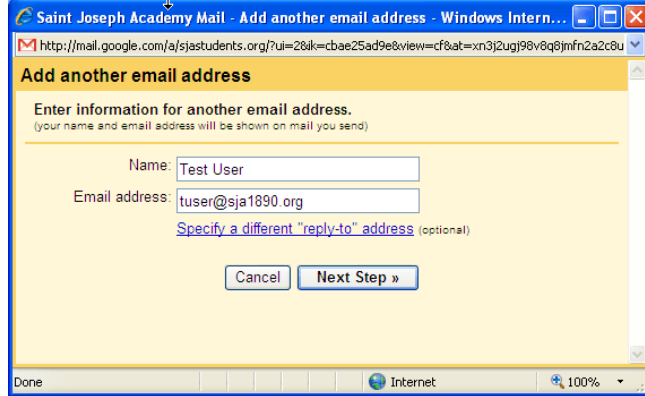 Saint Joseph Academy Mail - Add another email address - Windows Intern...
http://mail.google.com/a/sjastudents.org/?ui=2&ik=cbae25ad9e&view=cf&at=xn3j2ugj98v8q8jmfn2a2c8u
Add another email address
Enter information for another email address.
(your name and email address will be shown on mail you send)
Name: Test User
Email address: tuser@sja1890.org
Specify a different "reply-to" address (optional)
Cancel Next Step »
Done Internet 100%